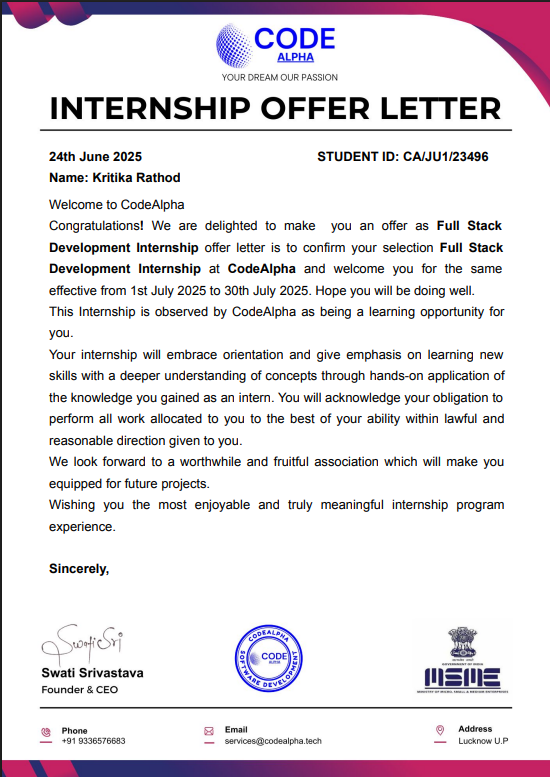 CODE
ALPHA
YOUR DREAM OUR PASSION
INTERNSHIP OFFER LETTER
24th June 2025 STUDENT ID: CA/JU1/23496
Name: Kritika Rathod
Welcome to CodeAlpha
Congratulations! We are delighted to make you an offer as Full Stack
Development Internship offer letter is to confirm your selection Full Stack
Development Internship at CodeAlpha and welcome you for the same
effective from 1st July 2025 to 30th July 2025. Hope you will be doing well.
This Internship is observed by CodeAlpha as being a learning opportunity for
you.
Your internship will embrace orientation and give emphasis on learning new
skills with a deeper understanding of concepts through hands-on application of
the knowledge you gained as an intern. You will acknowledge your obligation to
perform all work allocated to you to the best of your ability within lawful and
reasonable direction given to you.
We look forward to a worthwhile and fruitful association which will make you
equipped for future projects.
Wishing you the most enjoyable and truly meaningful internship program
experience.
Sincerely,
Swati Sri
Swati Srivastava
Founder & CEO
CODEALPHA
CODE
ALPHA
SOFTWARE DEVELOPMENT
सत्यमेव जयते
GOVERNMENT OF INDIA
MSME
MINISTRY OF MICRO, SMALL & MEDIUM ENTERPRISES
Phone
+91 9336576683
Email
services@codealpha.tech
Address
Lucknow U.P